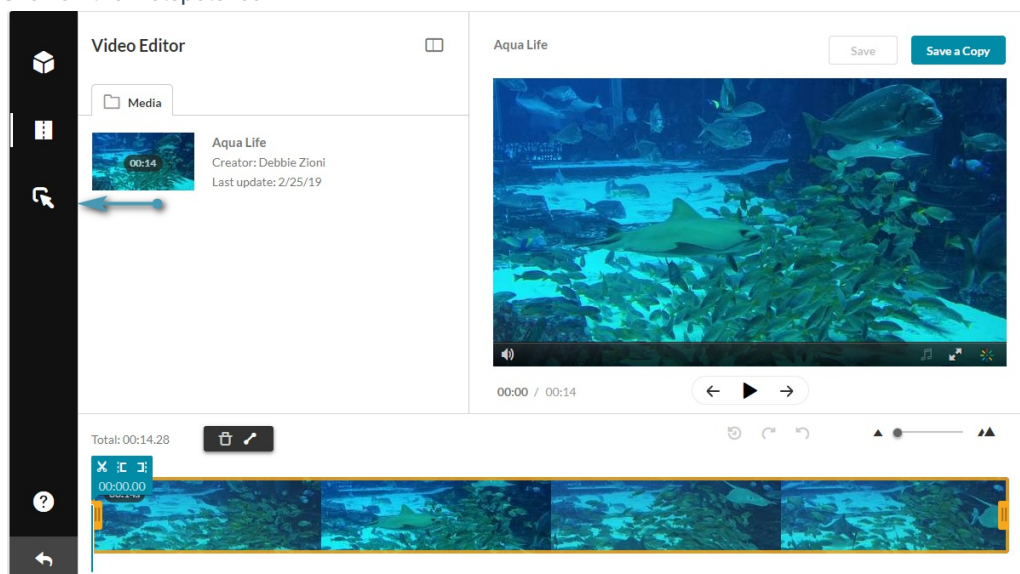 Video Editor
Media
00:14
Aqua Life
Creator: Debbie Zioni
Last update: 2/25/19
Aqua Life
Save
Save a Copy
00:00 / 00:14
Total: 00:14.28
00:00.00
?